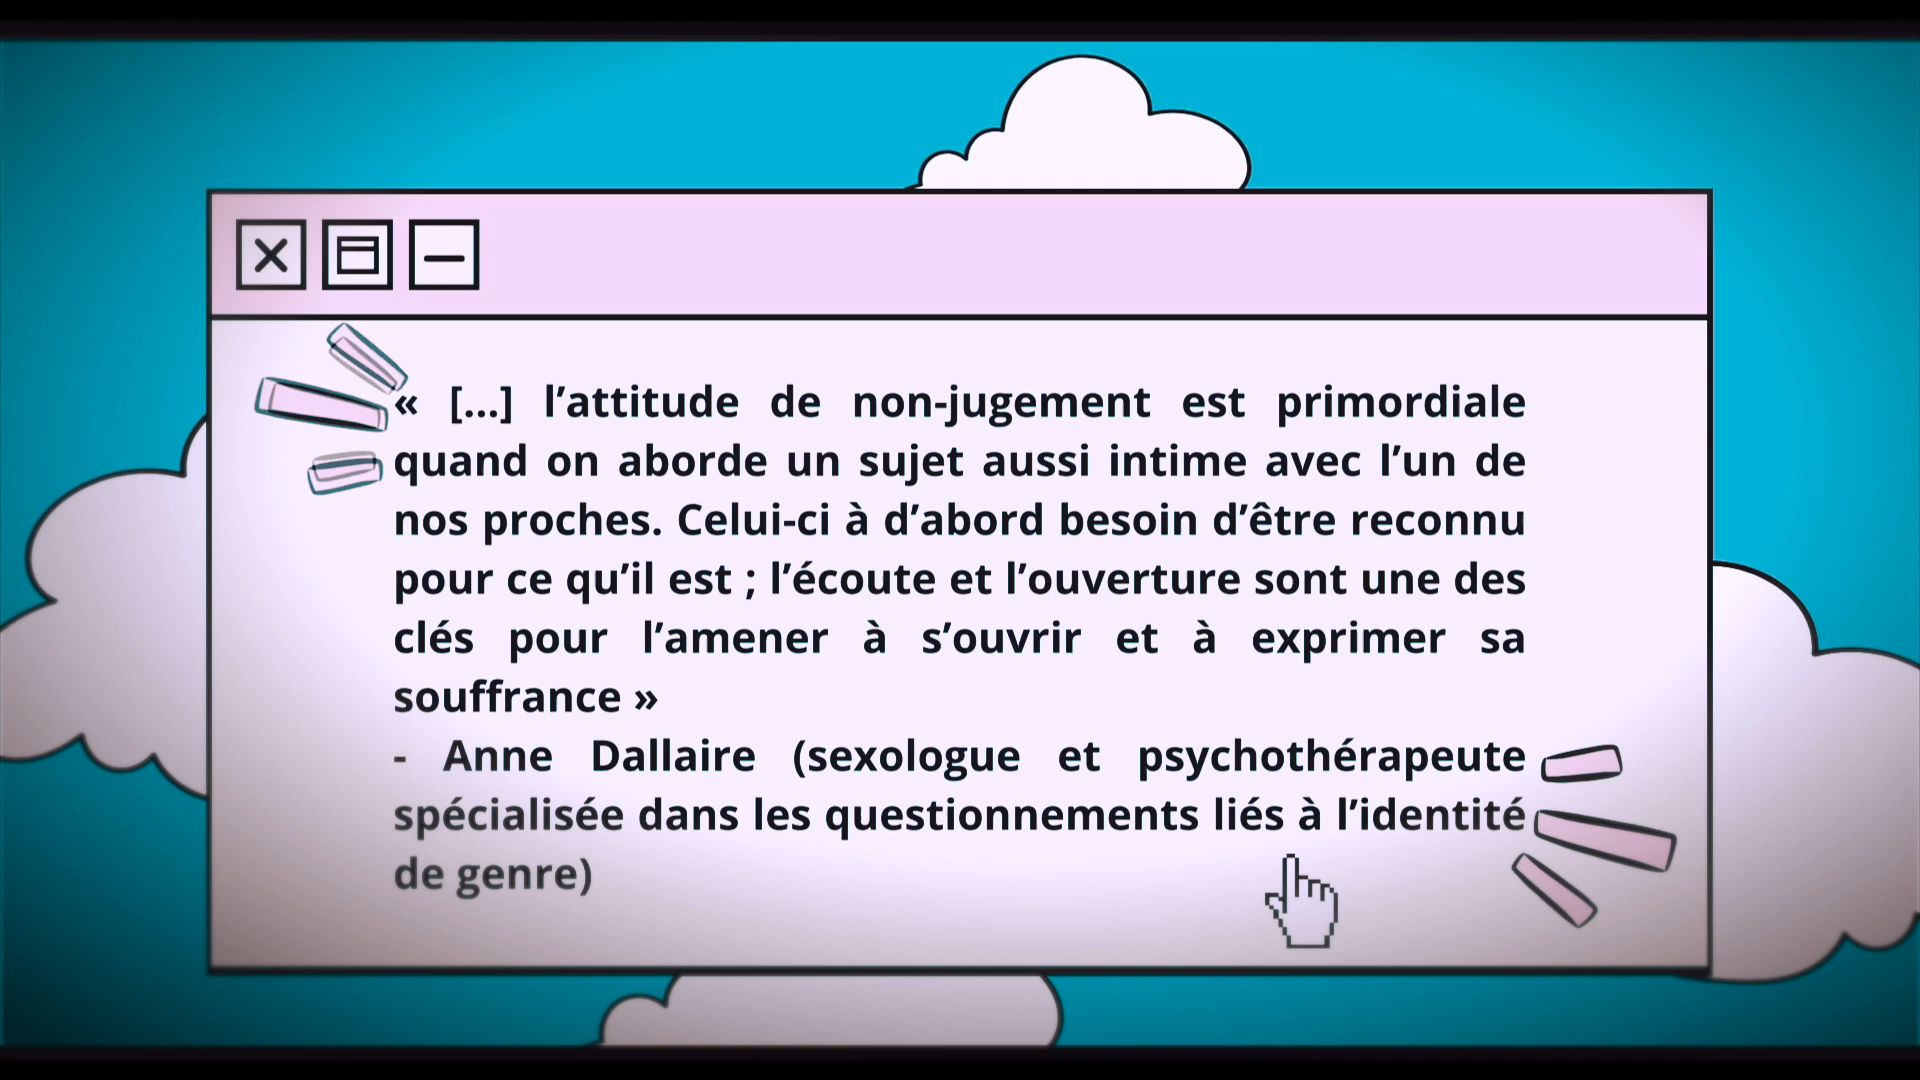 « [...] l’attitude de non-jugement est primordiale
quand on aborde un sujet aussi intime avec l’un de
nos proches. Celui-ci à d’abord besoin d’être reconnu
pour ce qu’il est ; l’écoute et l’ouverture sont une des
clés pour l’amener à s’ouvrir et à exprimer sa
souffrance »
- Anne Dallaire (sexologue et psychothérapeute
spécialisée dans les questionnements liés à l’identité
de genre)